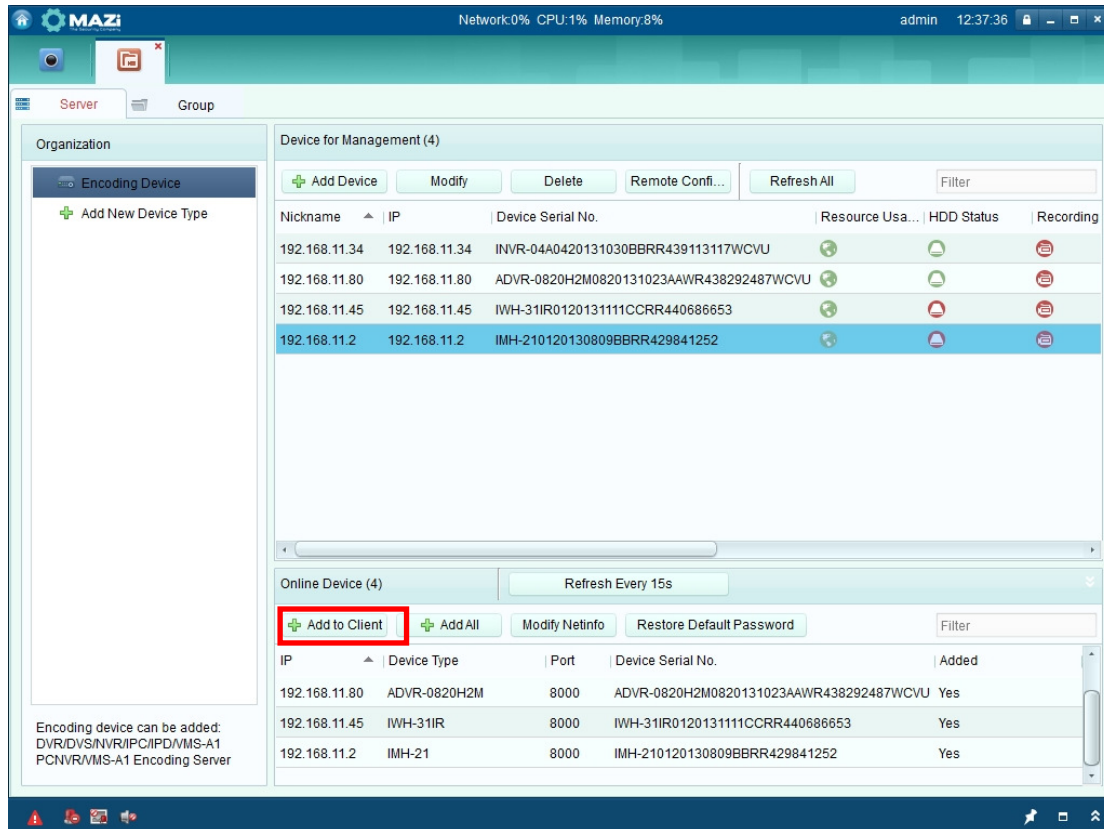 MAZi
The Security Company
Network:0% CPU:1% Memory:8%
admin 12:37:36
Server
Group
Organization
Encoding Device
Add New Device Type
Encoding device can be added:
DVR/DVS/NVR/IPC/IPD/VMS-A1
PCNVR/VMS-A1 Encoding Server
Device for Management (4)
Add Device Modify Delete Remote Confi... Refresh All Filter
Nickname IP Device Serial No. Resource Usa... HDD Status Recording
192.168.11.34 192.168.11.34 INVR-04A0420131030BBRR439113117WCVU
192.168.11.80 192.168.11.80 ADVR-0820H2M0820131023AAWR438292487WCVU
192.168.11.45 192.168.11.45 IWH-31IR0120131111CCRR440686653
192.168.11.2 192.168.11.2 IMH-210120130809BBRR429841252
Online Device (4) Refresh Every 15s
Add to Client Add All Modify Netinfo Restore Default Password Filter
IP Device Type Port Device Serial No. Added
192.168.11.80 ADVR-0820H2M 8000 ADVR-0820H2M0820131023AAWR438292487WCVU Yes
192.168.11.45 IWH-31IR 8000 IWH-31IR0120131111CCRR440686653 Yes
192.168.11.2 IMH-21 8000 IMH-210120130809BBRR429841252 Yes